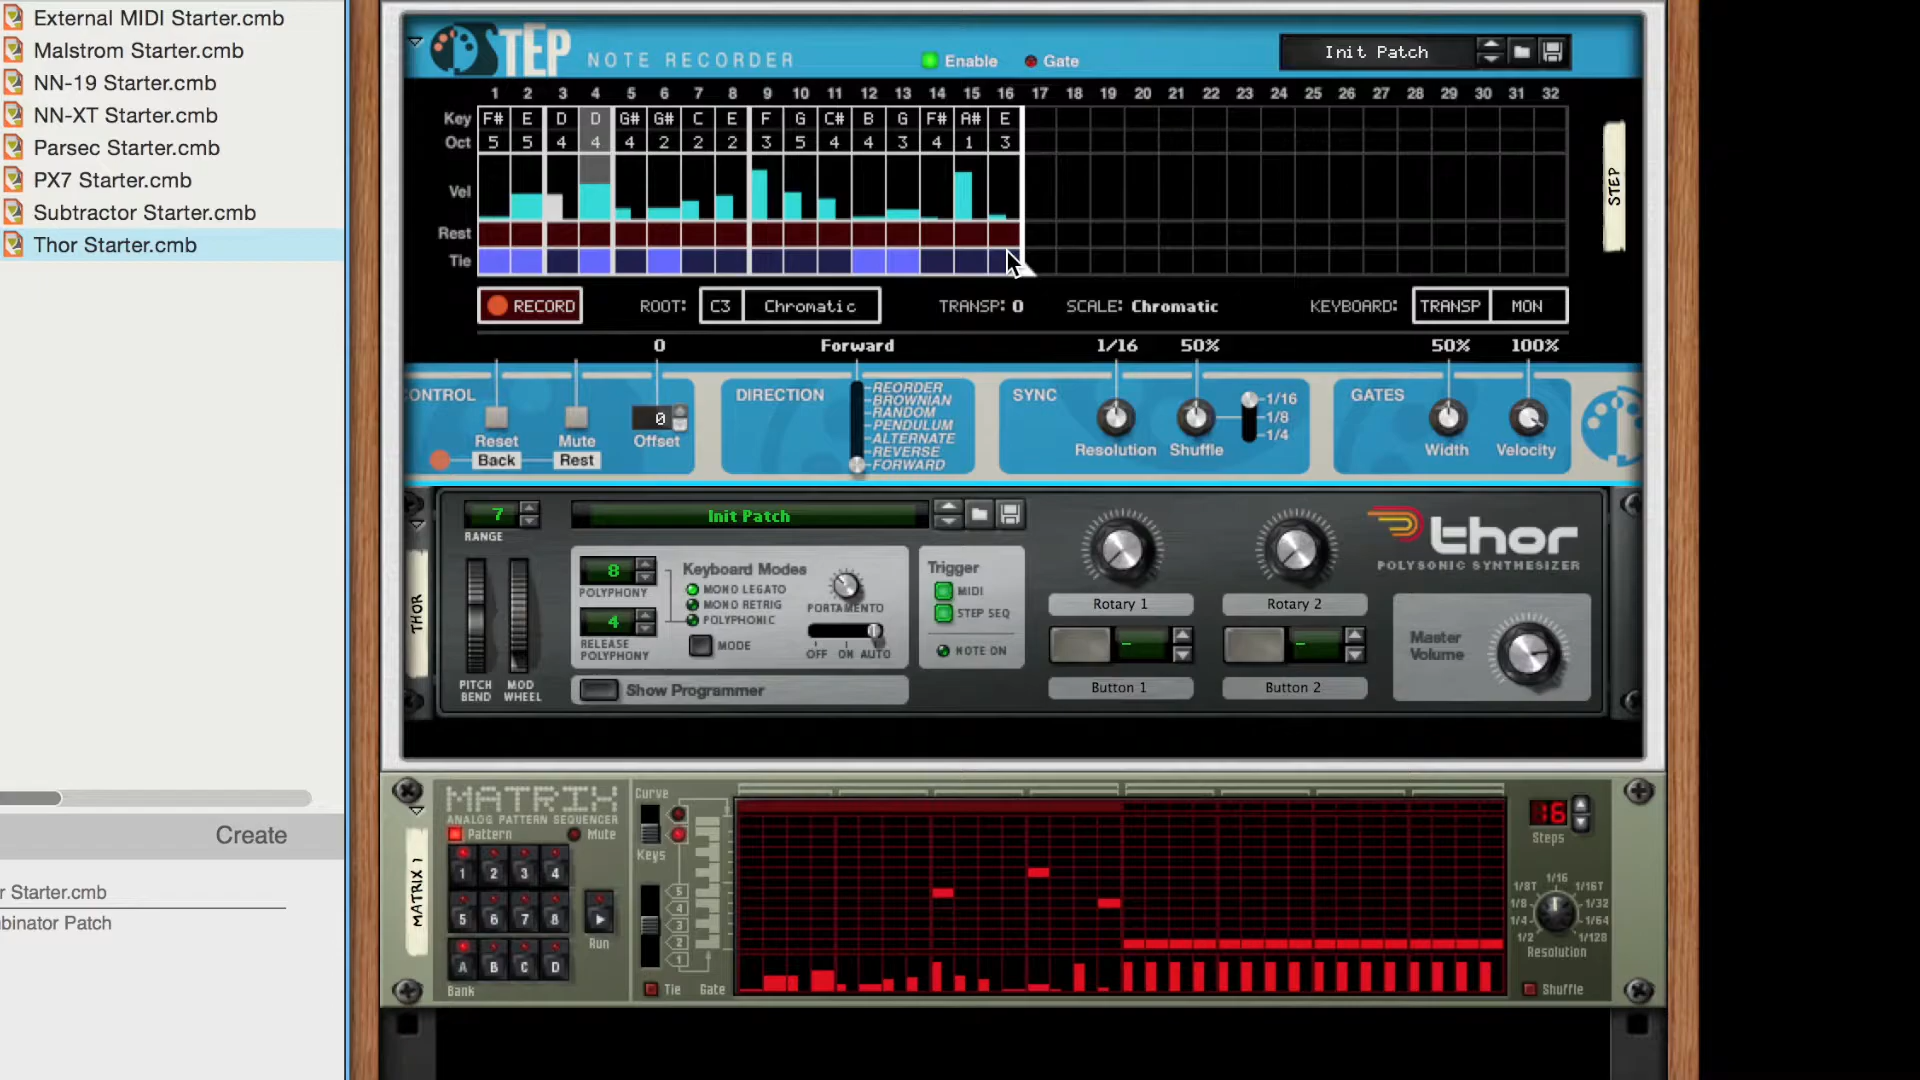 External MIDI Starter.cmb
Malstrom Starter.cmb
NN-19 Starter.cmb
NN-XT Starter.cmb
Parsec Starter.cmb
PX7 Starter.cmb
Subtractor Starter.cmb
Thor Starter.cmb
Create
r Starter.cmb
binator Patch
STEP NOTE RECORDER
Enable Gate
Init Patch
1 2 3 4 5 6 7 8 9 10 11 12 13 14 15 16 17 18 19 20 21 22 23 24 25 26 27 28 29 30 31 32
Key F# E D D G# G# C E F G C# B G F# A# E
Oct 5 5 4 4 4 2 2 2 3 5 4 4 3 4 1 3
Vel
Rest
Tie
STEP
RECORD ROOT: C3 Chromatic TRANSP: 0 SCALE: Chromatic KEYBOARD: TRANSP MON
0 Forward 1/16 50% 50% 100%
ONTROL
Reset Mute Offset
0
Back Rest
DIRECTION
REORDER
BROWNIAN
RANDOM
PENDULUM
ALTERNATE
REVERSE
FORWARD
SYNC
Resolution Shuffle
1/16
1/8
1/4
GATES
Width Velocity
THOR
7
RANGE
PITCH BEND
MOD WHEEL
Init Patch
8
POLYPHONY
4
RELEASE
POLYPHONY
Keyboard Modes
MONO LEGATO
MONO RETRIG
POLYPHONIC
MODE
PORTAMENTO
OFF ON AUTO
Show Programmer
Trigger
MIDI
STEP SEQ
NOTE ON
Rotary 1 Rotary 2
Button 1 Button 2
thor
POLYSONIC SYNTHESIZER
Master
Volume
MATRIX 1
MATRIX
ANALOG PATTERN SEQUENCER
Pattern Mute
1 2 3 4
5 6 7 8
A B C D
Bank
Run
Curve
Keys
5
4
3
2
1
Tie Gate
16
Steps
1/16
1/8T 1/16T
1/8 1/32
1/4 1/64
1/2 1/128
Resolution
Shuffle